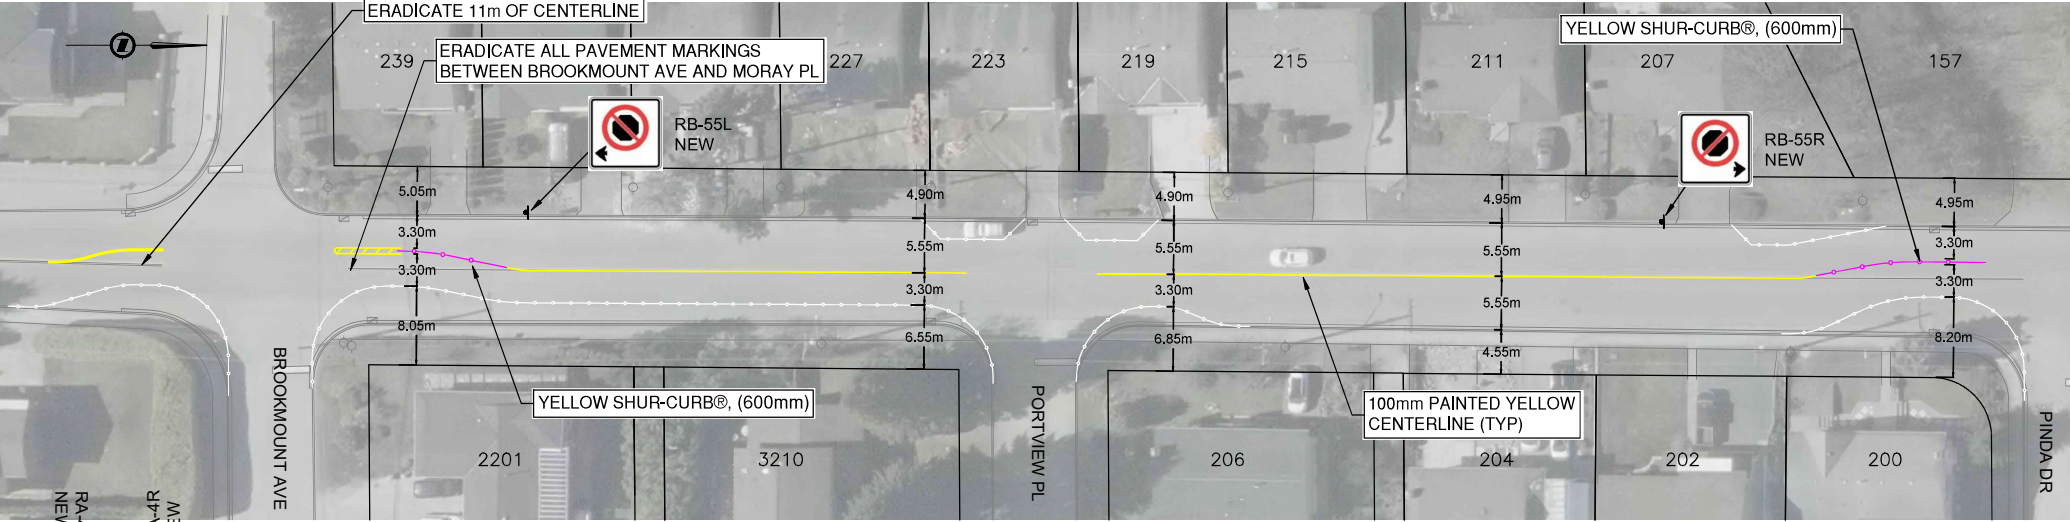 ERADICATE 11m OF CENTERLINE
ERADICATE ALL PAVEMENT MARKINGS
BETWEEN BROOKMOUNT AVE AND MORAY PL
YELLOW SHUR-CURB®, (600mm)
239
227
223
219
215
211
207
157
RB-55L
NEW
RB-55R
NEW
5.05m
3.30m
3.30m
8.05m
4.90m
5.55m
3.30m
6.55m
4.90m
5.55m
3.30m
6.85m
4.95m
5.55m
5.55m
4.55m
4.95m
3.30m
3.30m
8.20m
BROOKMOUNT AVE
YELLOW SHUR-CURB®, (600mm)
PORTVIEW PL
100mm PAINTED YELLOW
CENTERLINE (TYP)
PINDA DR
2201
3210
206
204
202
200